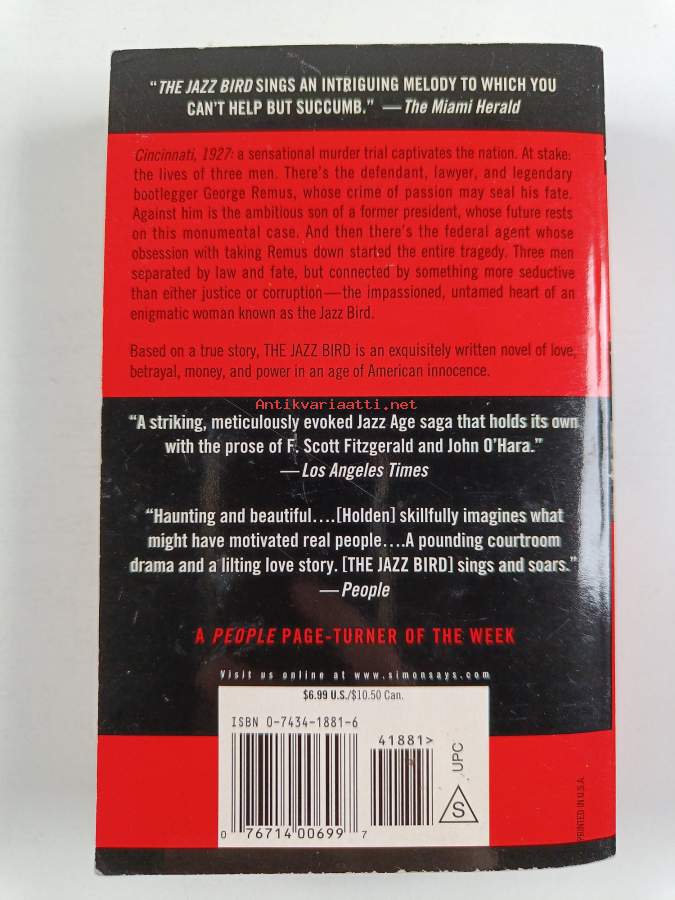 “THE JAZZ BIRD SINGS AN INTRIGUING MELODY TO WHICH YOU
CAN'T HELP BUT SUCCUMB.” —The Miami Herald
Cincinnati, 1927: a sensational murder trial captivates the nation. At stake:
the lives of three men. There's the defendant, lawyer, and legendary
bootlegger George Remus, whose crime of passion may seal his fate.
Against him is the ambitious son of a former president, whose future rests
on this monumental case. And then there's the federal agent whose
obsession with taking Remus down started the entire tragedy. Three men
separated by law and fate, but connected by something more seductive
than either justice or corruption—the impassioned, untamed heart of an
enigmatic woman known as the Jazz Bird.
Based on a true story, THE JAZZ BIRD is an exquisitely written novel of love,
betrayal, money, and power in an age of American innocence.
Antikvariaatti.net
“A striking, meticulously evoked Jazz Age saga that holds its own
with the prose of F. Scott Fitzgerald and John O'Hara.”
—Los Angeles Times
“Haunting and beautiful....[Holden] skillfully imagines what
might have motivated real people....A pounding courtroom
drama and a lilting love story. [THE JAZZ BIRD] sings and soars.”
—People
A PEOPLE PAGE-TURNER OF THE WEEK
Visit us online at www.simonsays.com
$6.99 U.S./$10.50 Can.
ISBN 0-7434-1881-6
41881>
UPC
S
0 76714 00699 7
PRINTED IN U.S.A.